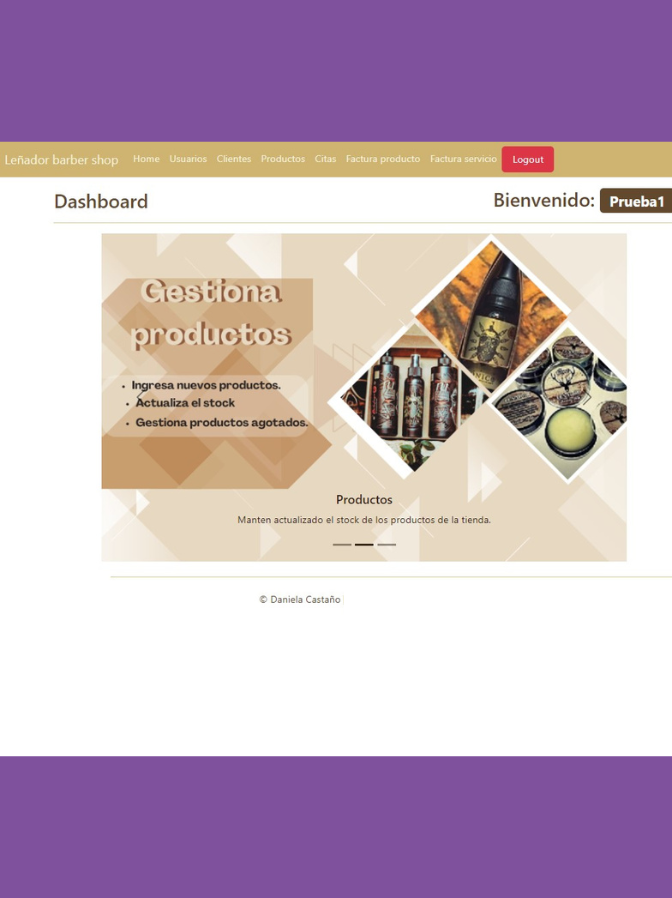 Leñador barber shop Home Usuarios Clientes Productos Citas Factura producto Factura servicio Logout
Dashboard
Bienvenido: Prueba1
Gestiona
productos
• Ingresa nuevos productos.
• Actualiza el stock
• Gestiona productos agotados.
Productos
Manten actualizado el stock de los productos de la tienda.
© Daniela Castaño